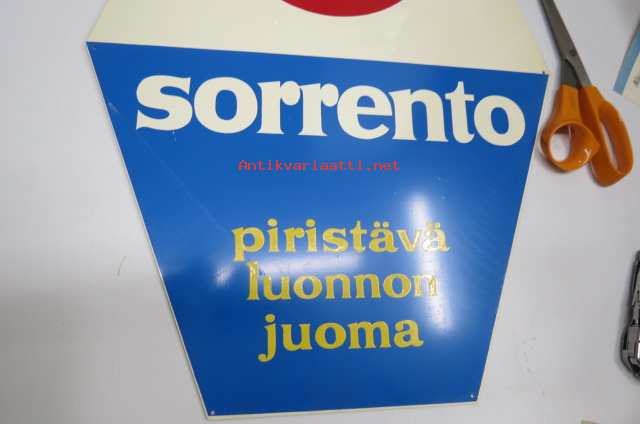 sorrento
Antikvariaatti.net
piristävä
luonnon
juoma